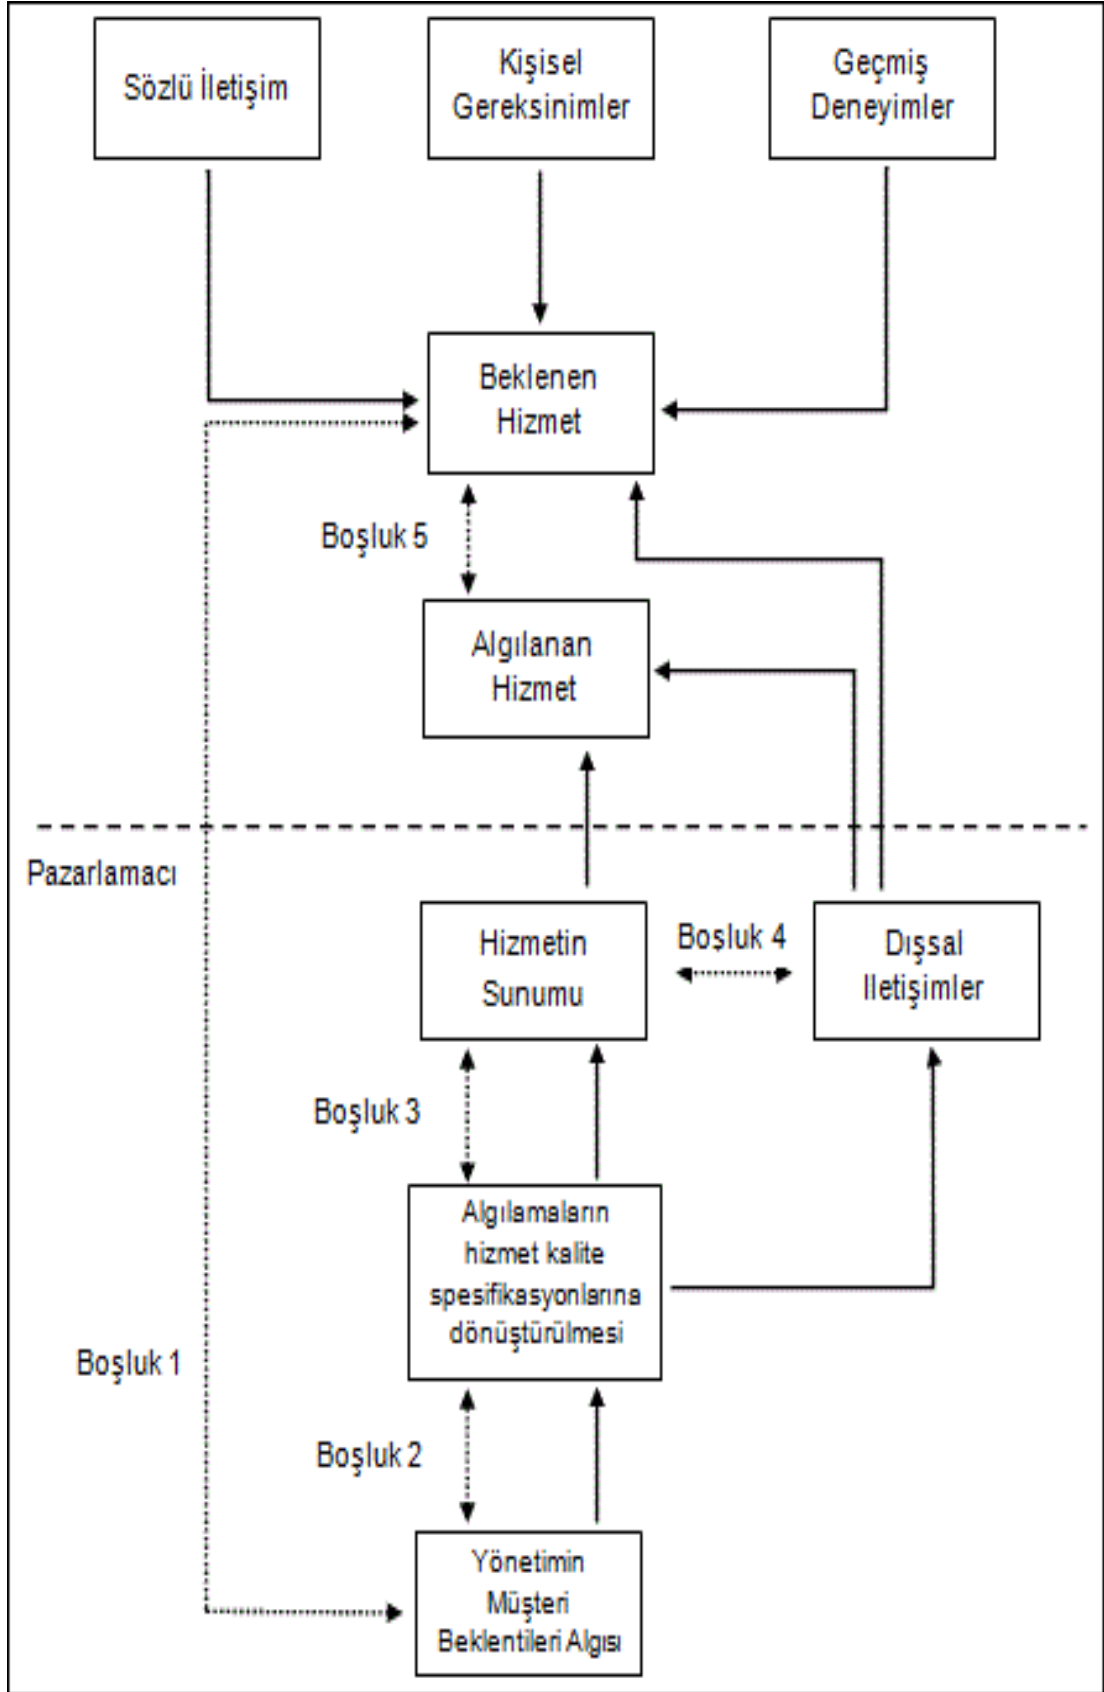 Sözlü İletişim
Kişisel
Gereksinimler
Geçmiş
Deneyimler
Beklenen
Hizmet
Boşluk 5
Algılanan
Hizmet
Pazarlamacı
Hizmetin
Sunumu
Boşluk 4
Dışsal
Iletişimler
Boşluk 3
Algılamaların
hizmet kalite
spesifikasyonlarına
dönüştürülmesi
Boşluk 1
Boşluk 2
Yönetimin
Müşteri
Beklentileri Algısı